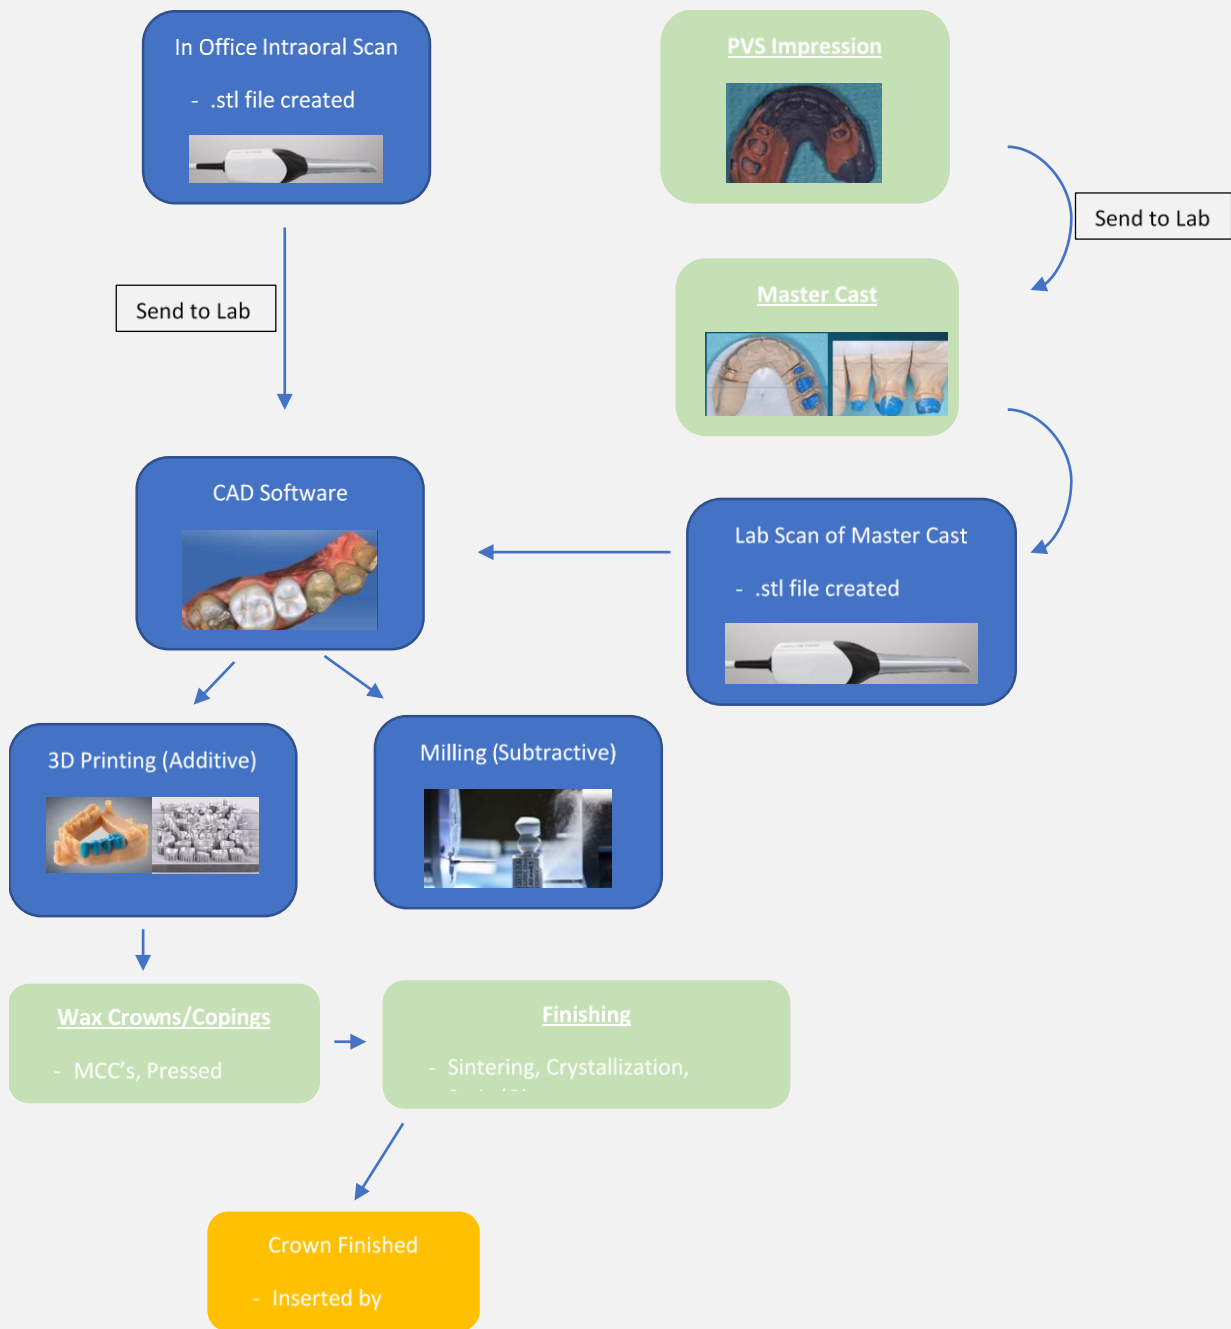 In Office Intraoral Scan
- .stl file created
PVS Impression
Send to Lab
Send to Lab
Master Cast
CAD Software
Lab Scan of Master Cast
- .stl file created
3D Printing (Additive)
Milling (Subtractive)
Wax Crowns/Copings
- MCC's, Pressed
Finishing
- Sintering, Crystallization,
Crown Finished
- Inserted by